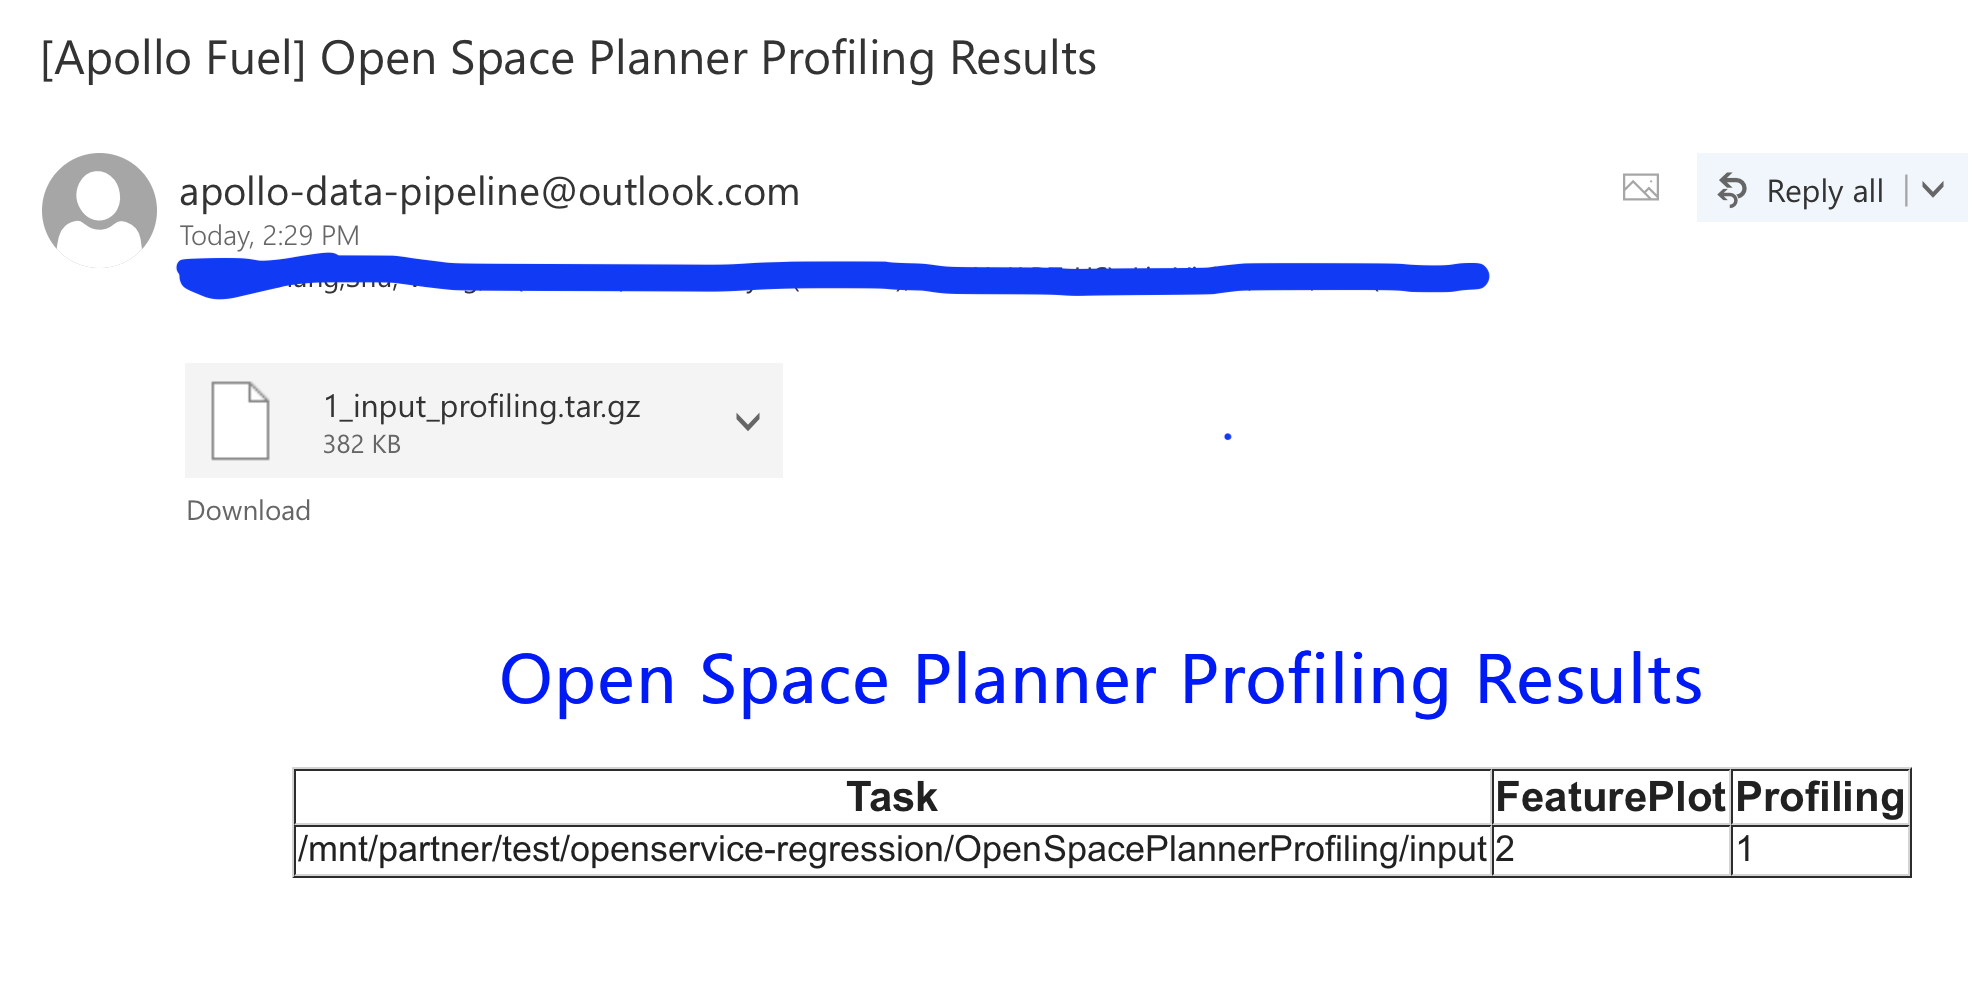 [Apollo Fuel] Open Space Planner Profiling Results
apollo-data-pipeline@outlook.com
Reply all
Today, 2:29 PM
1_input_profiling.tar.gz
382 KB
Download
Open Space Planner Profiling Results
Task FeaturePlot Profiling
/mnt/partner/test/openservice-regression/OpenSpacePlannerProfiling/input 2 1